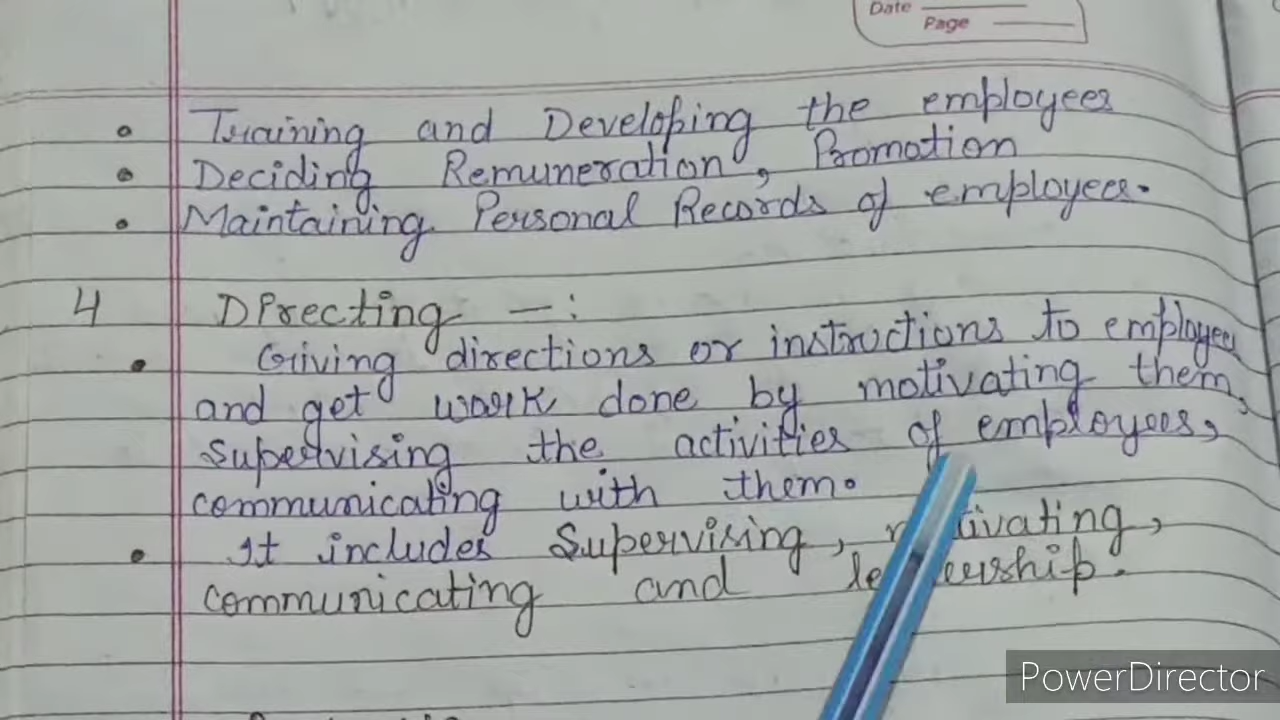 Date
Page
Training and Developing the employees
Deciding Remuneration, Promotion
Maintaining Personal Records of employees.
4 Directing -:
Giving directions or instructions to employees
and get work done by motivating them,
supervising the activities of employees,
communicating with them.
It includes Supervising, motivating,
communicating and leadership.
PowerDirector